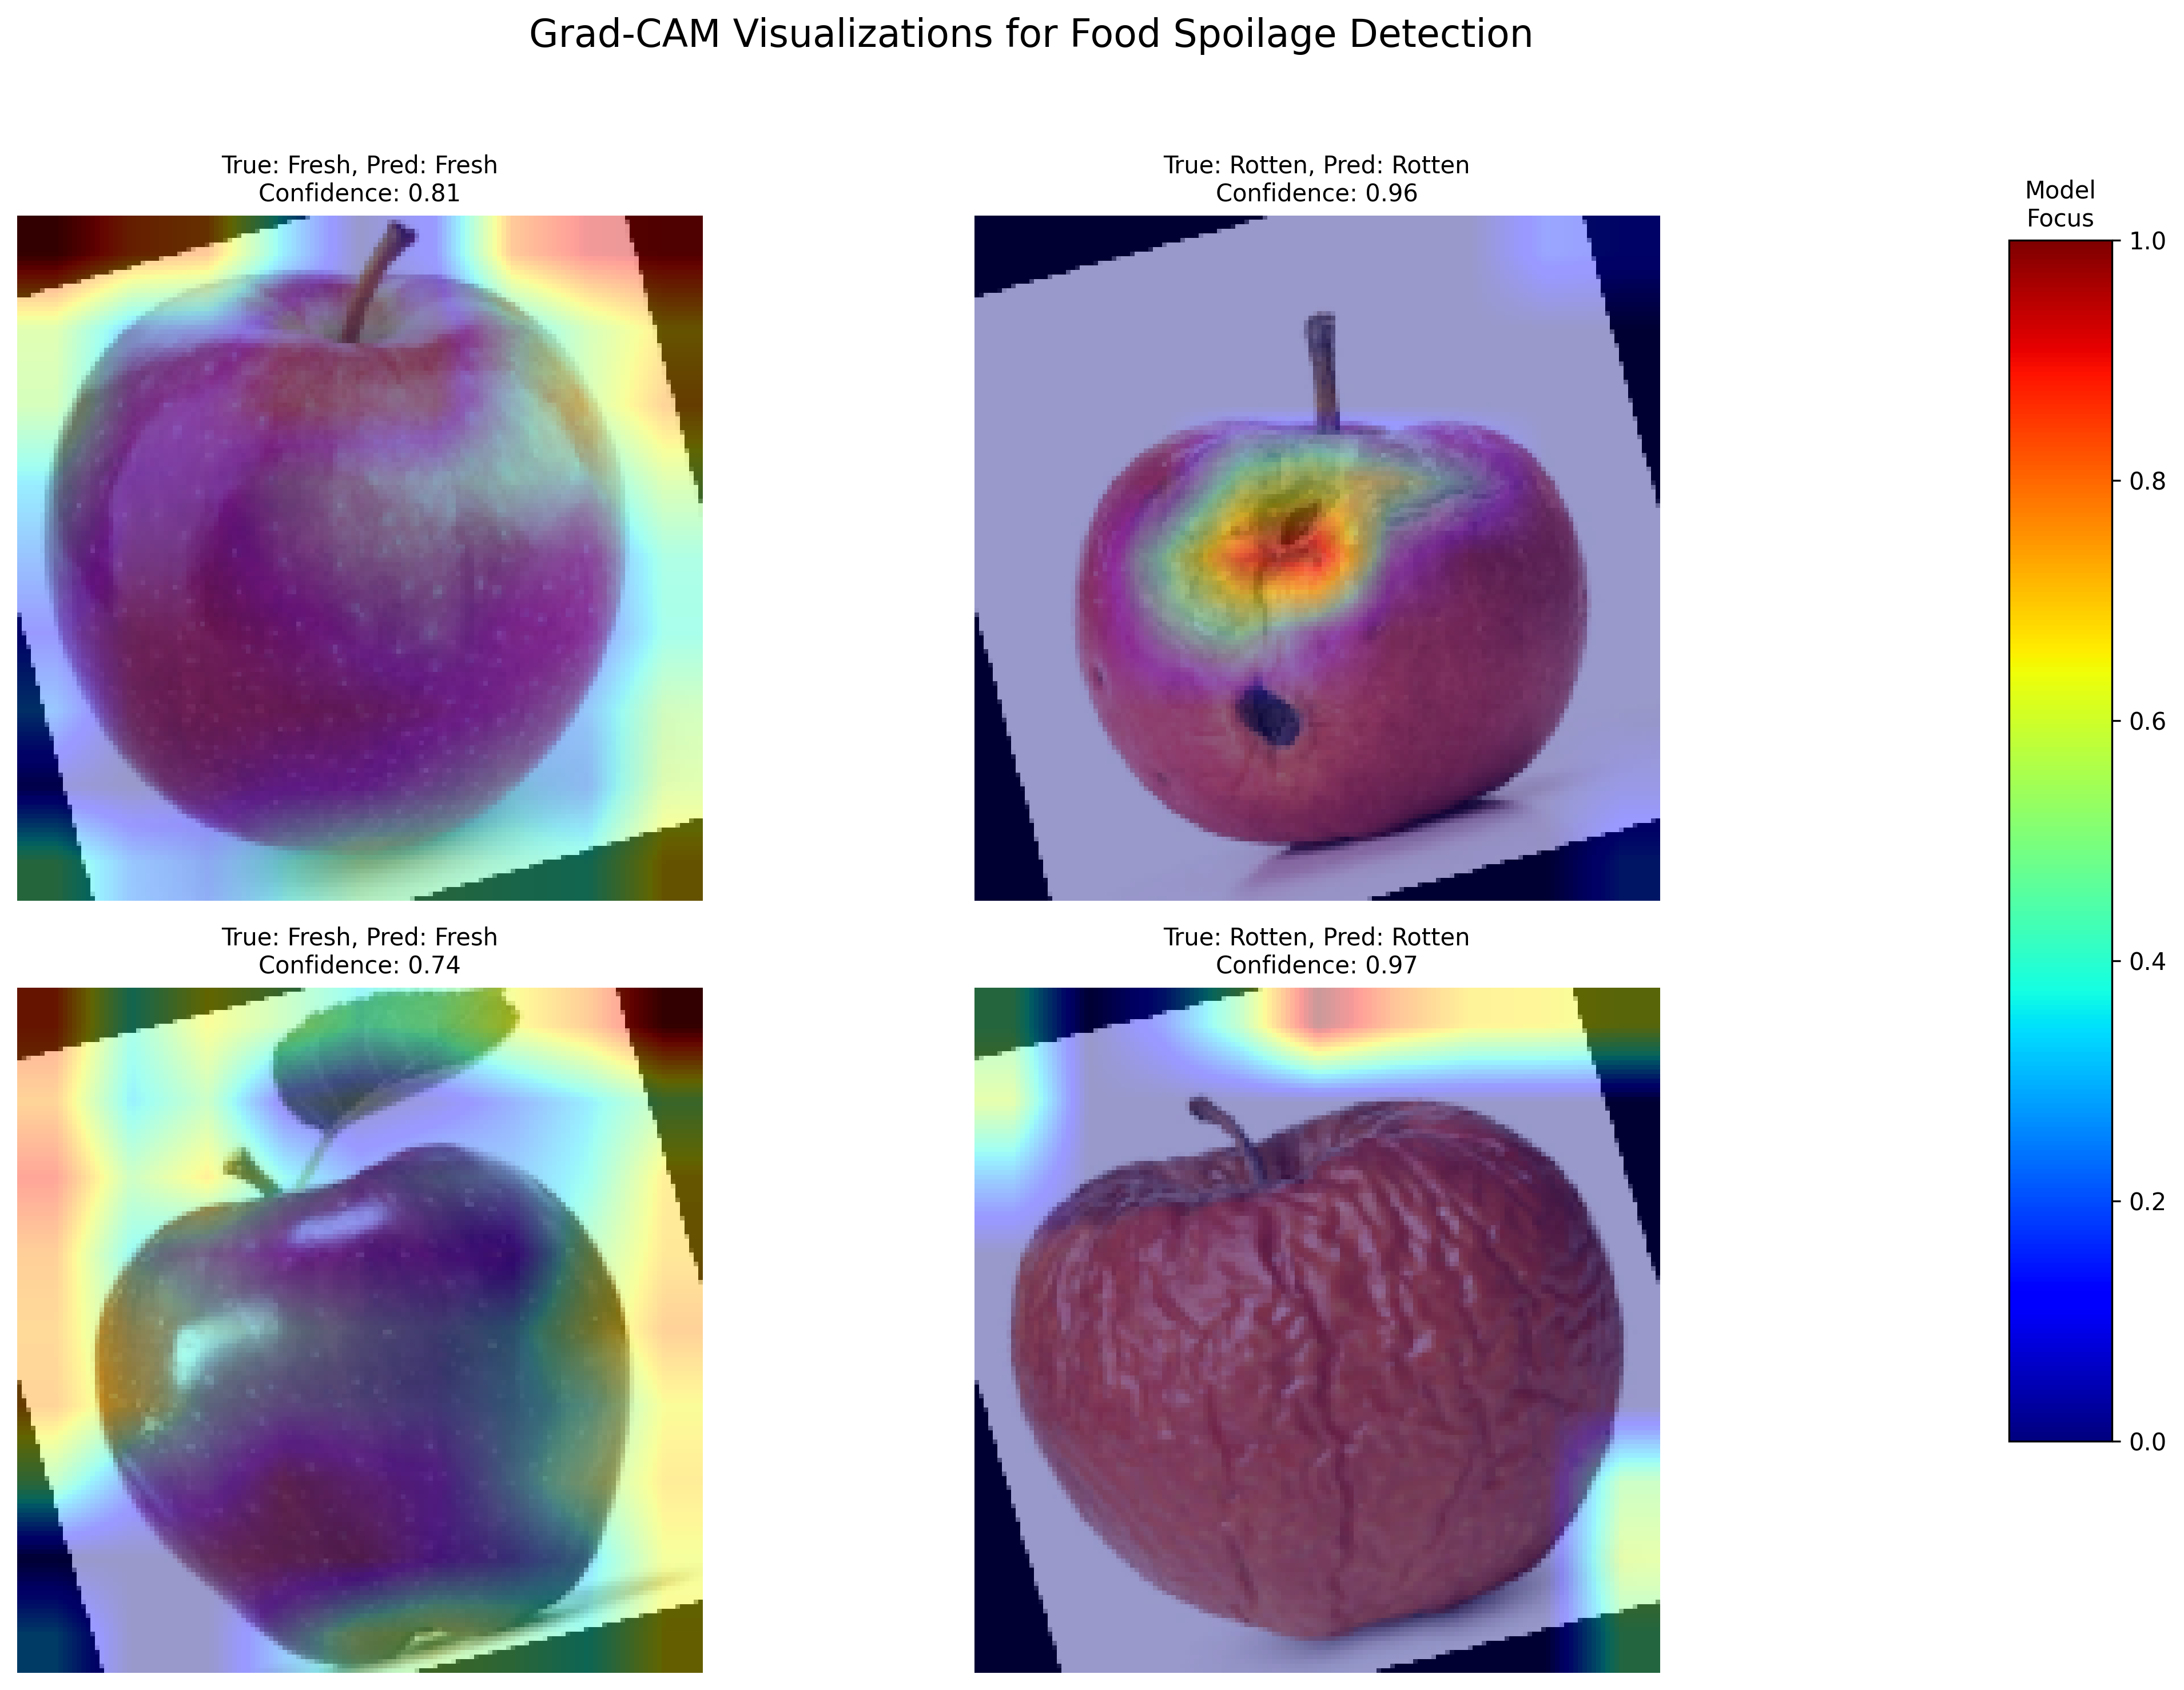 Grad-CAM Visualizations for Food Spoilage Detection
True: Fresh, Pred: Fresh
Confidence: 0.81
True: Rotten, Pred: Rotten
Confidence: 0.96
Model
Focus
1.0
0.8
0.6
0.4
0.2
0.0
True: Fresh, Pred: Fresh
Confidence: 0.74
True: Rotten, Pred: Rotten
Confidence: 0.97